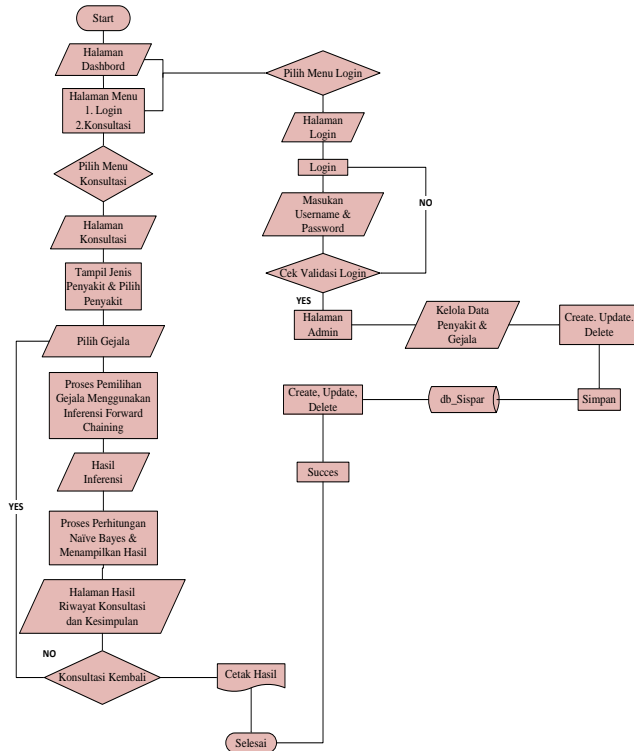 Start
Halaman
Dashbord
Halaman Menu
1. Login
2.Konsultasi
Pilih Menu
Konsultasi
Halaman
Konsultasi
Tampil Jenis
Penyakit & Pilih
Penyakit
Pilih Gejala
Proses Pemilihan
Gejala Menggunakan
Inferensi Forward
Chaining
Hasil
Inferensi
YES
Proses Perhitungan
Naïve Bayes &
Menampilkan Hasil
Halaman Hasil
Riwayat Konsultasi
dan Kesimpulan
NO
Konsultasi Kembali
Cetak Hasil
Selesai
Pilih Menu Login
Halaman
Login
Login
Masukan
Username &
Password
NO
Cek Validasi Login
YES
Halaman
Admin
Kelola Data
Penyakit &
Gejala
Create. Update.
Delete
Simpan
db_Sispar
Create, Update,
Delete
Succes